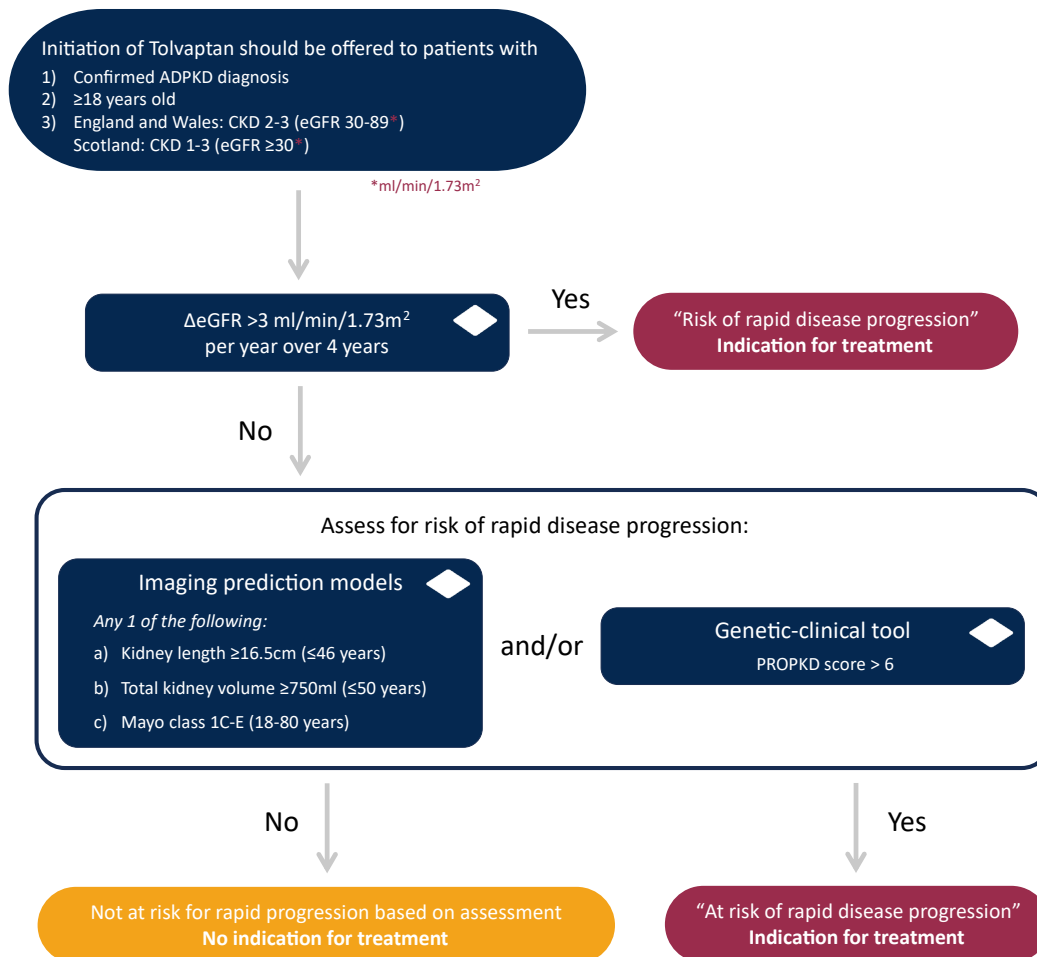 Initiation of Tolvaptan should be offered to patients with
1) Confirmed ADPKD diagnosis
2) ≥18 years old
3) England and Wales: CKD 2-3 (eGFR 30-89*)
Scotland: CKD 1-3 (eGFR ≥30*)
*ml/min/1.73m²
ΔeGFR >3 ml/min/1.73m²
per year over 4 years
Yes
“Risk of rapid disease progression”
Indication for treatment
No
Assess for risk of rapid disease progression:
Imaging prediction models
Any 1 of the following:
a) Kidney length ≥16.5cm (≤46 years)
b) Total kidney volume ≥750ml (≤50 years)
c) Mayo class 1C-E (18-80 years)
and/or
Genetic-clinical tool
PROPKD score > 6
No
Yes
Not at risk for rapid progression based on assessment
No indication for treatment
“At risk of rapid disease progression”
Indication for treatment